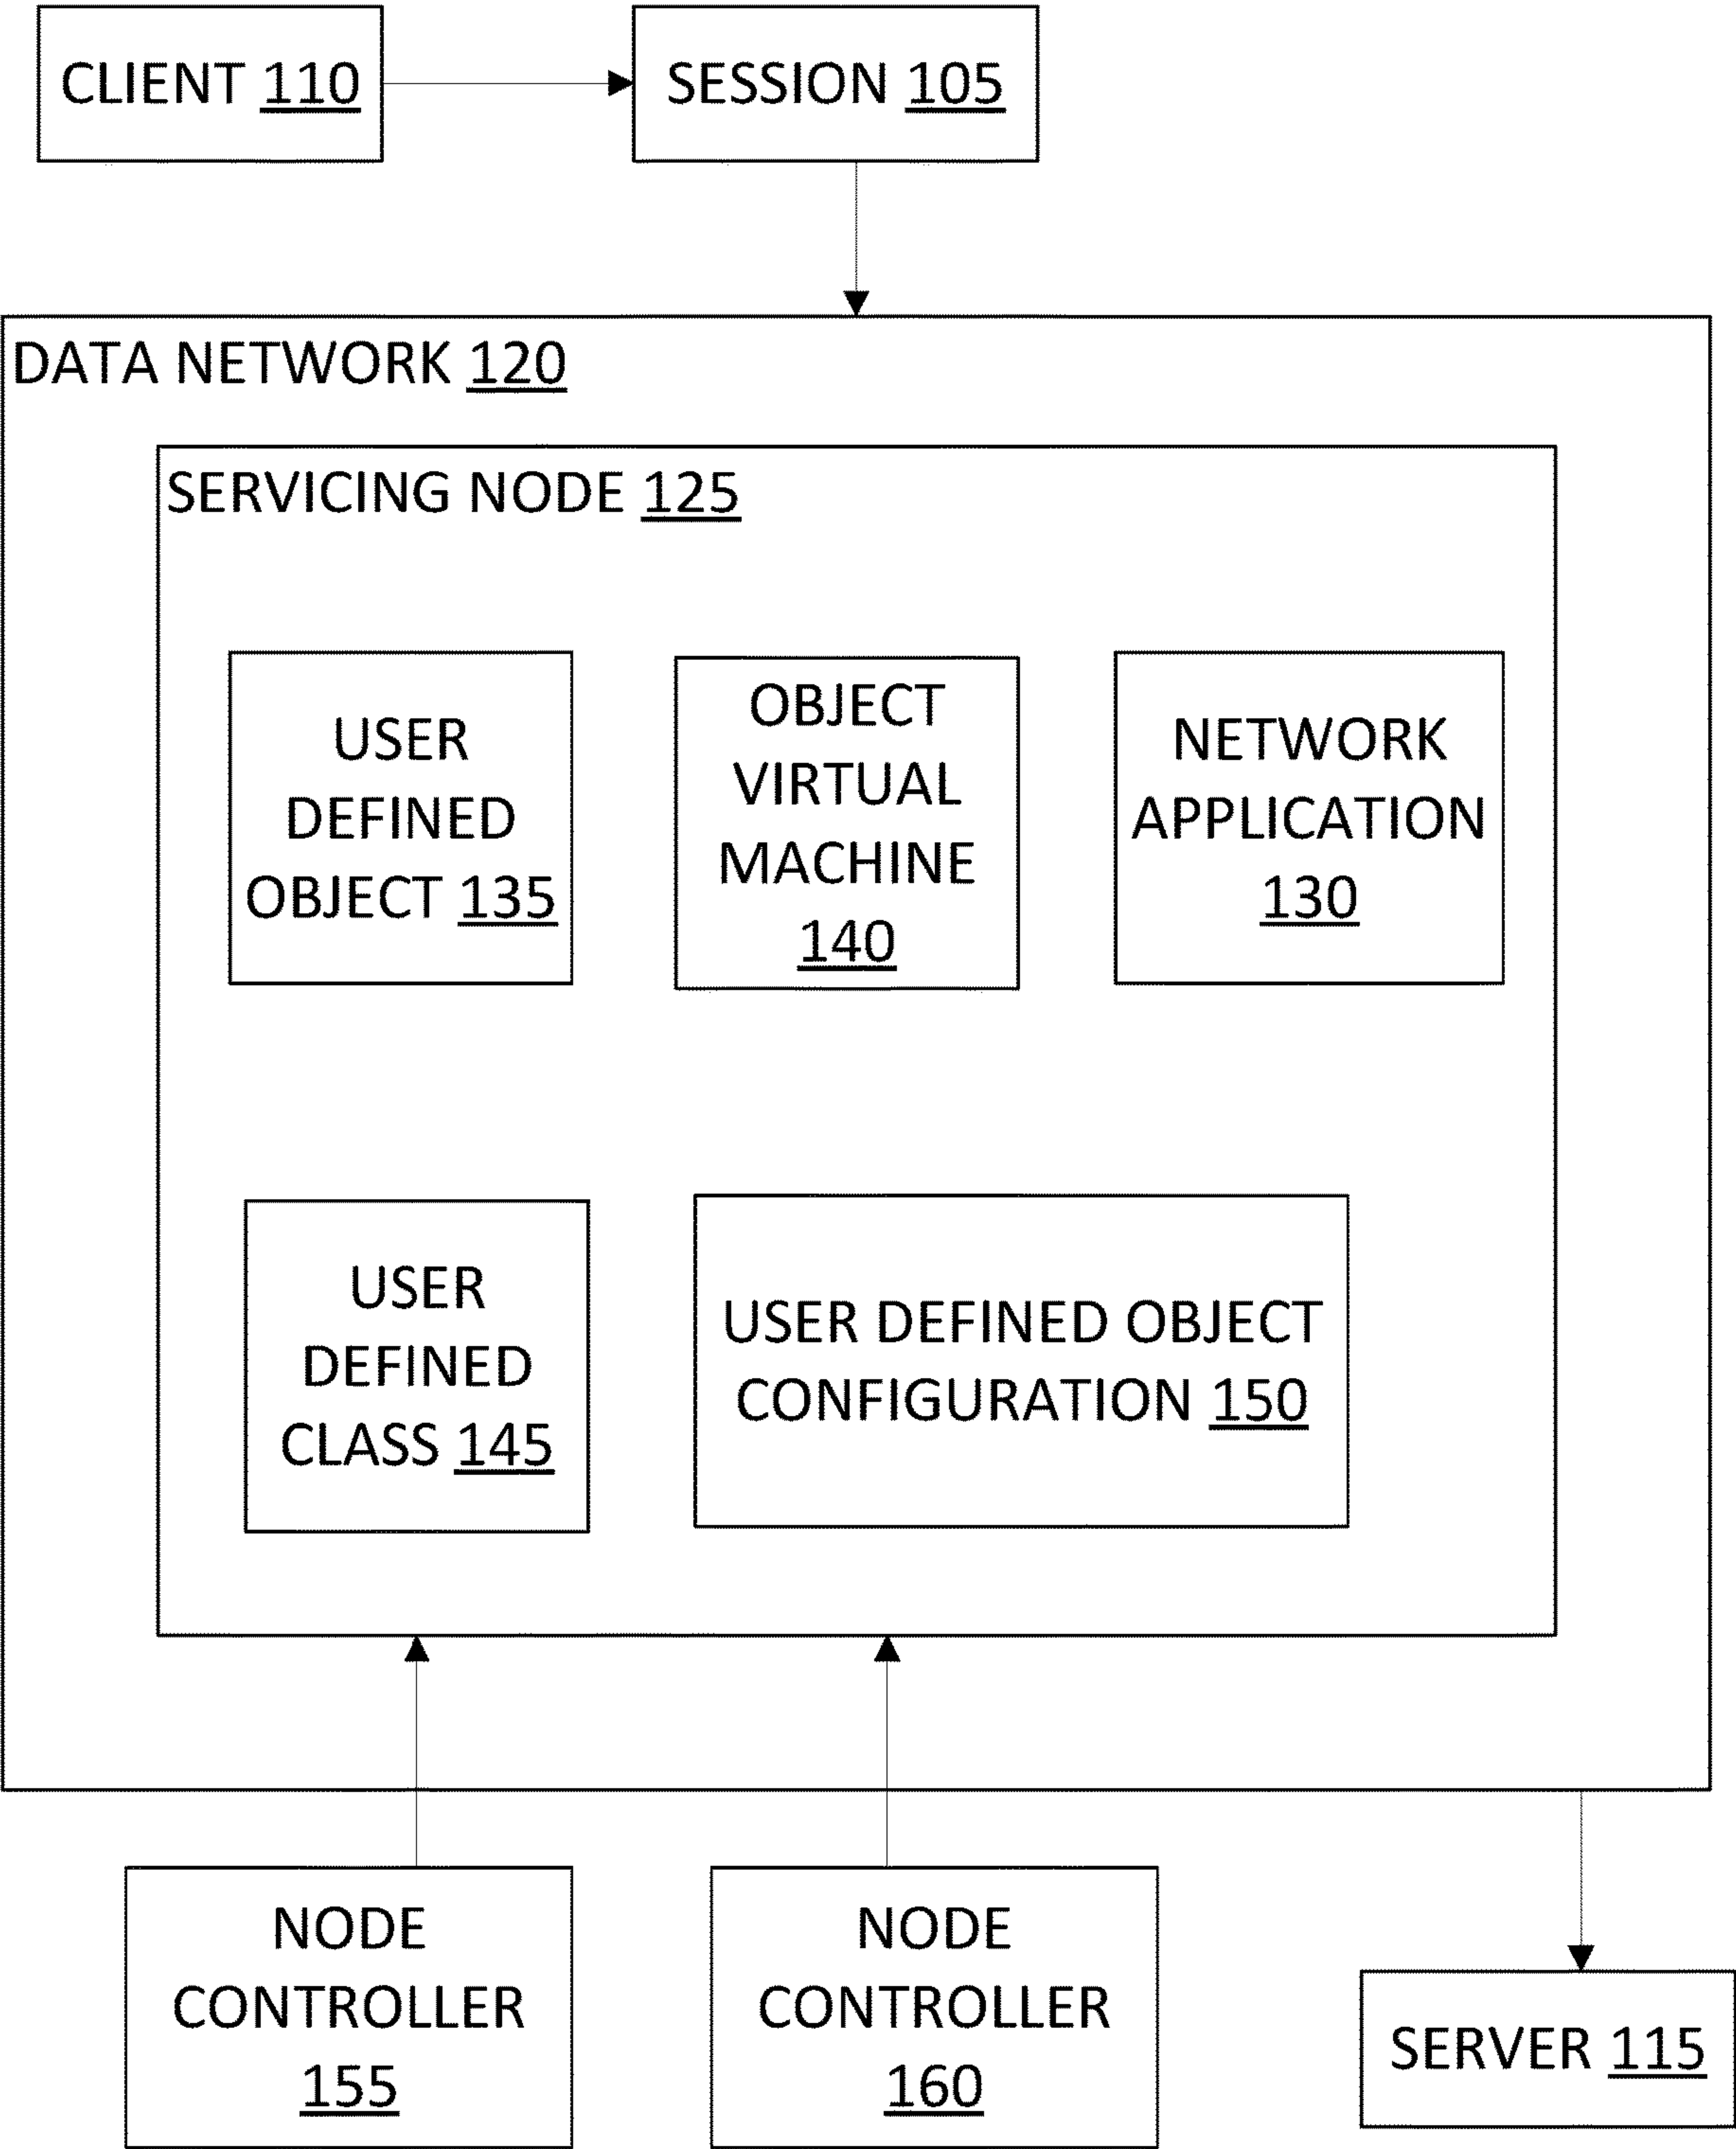 CLIENT 110
SESSION 105
DATA NETWORK 120
SERVICING NODE 125
USER
DEFINED
OBJECT 135
OBJECT
VIRTUAL
MACHINE
140
NETWORK
APPLICATION
130
USER
DEFINED
CLASS 145
USER DEFINED OBJECT
CONFIGURATION 150
NODE
CONTROLLER
155
NODE
CONTROLLER
160
SERVER 115